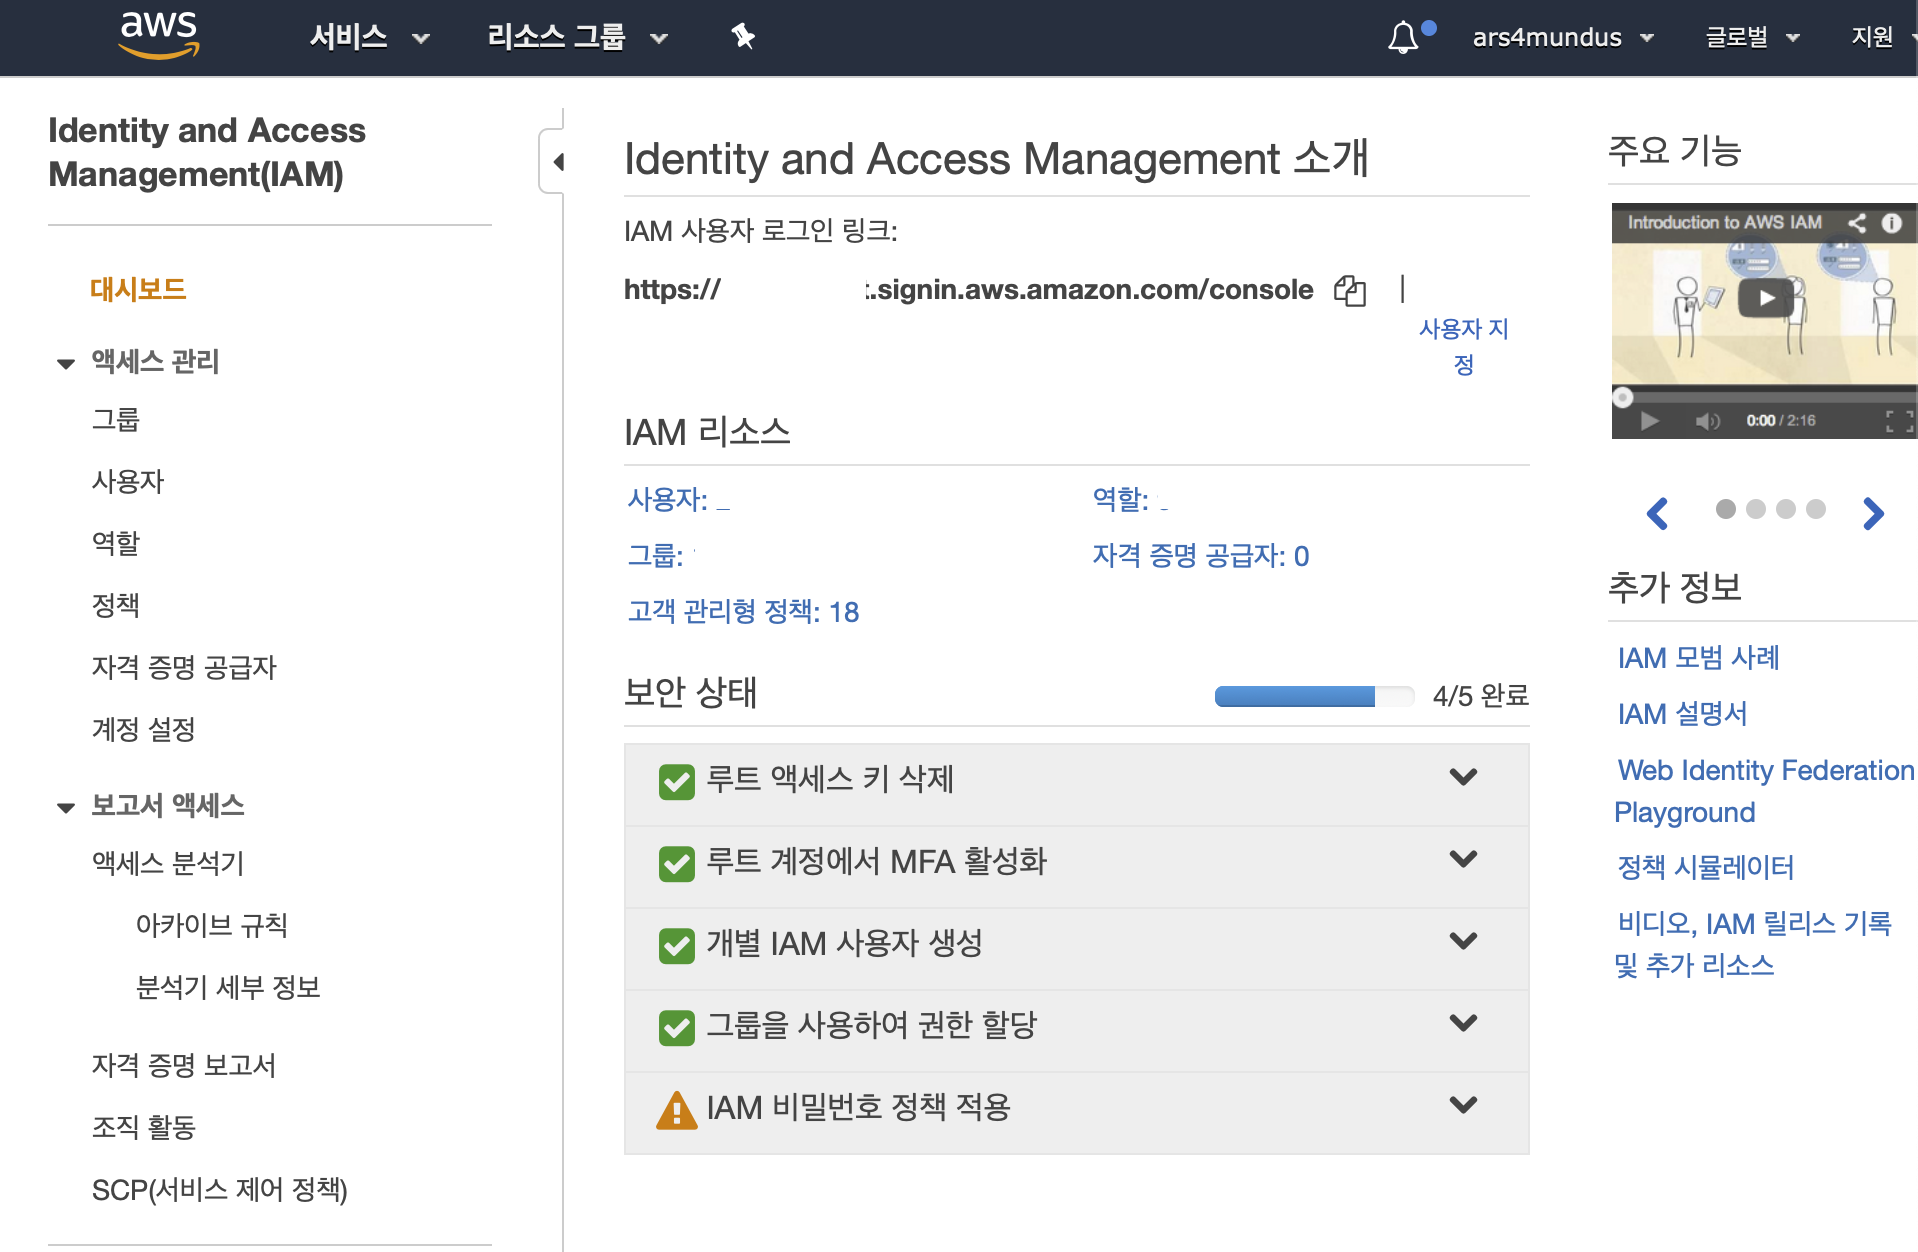 aws
서비스
리소스 그룹
ars4mundus
글로벌
지원
Identity and Access
Management(IAM)
대시보드
액세스 관리
그룹
사용자
역할
정책
자격 증명 공급자
계정 설정
보고서 액세스
액세스 분석기
아카이브 규칙
분석기 세부 정보
자격 증명 보고서
조직 활동
SCP(서비스 제어 정책)
Identity and Access Management 소개
IAM 사용자 로그인 링크:
https://
.signin.aws.amazon.com/console |
사용자 지
정
IAM 리소스
사용자:
역할:
그룹:
자격 증명 공급자: 0
고객 관리형 정책: 18
보안 상태
4/5 완료
루트 액세스 키 삭제
루트 계정에서 MFA 활성화
개별 IAM 사용자 생성
그룹을 사용하여 권한 할당
IAM 비밀번호 정책 적용
주요 기능
Introduction to AWS IAM
0:00 / 2:16
추가 정보
IAM 모범 사례
IAM 설명서
Web Identity Federation
Playground
정책 시뮬레이터
비디오, IAM 릴리스 기록
및 추가 리소스